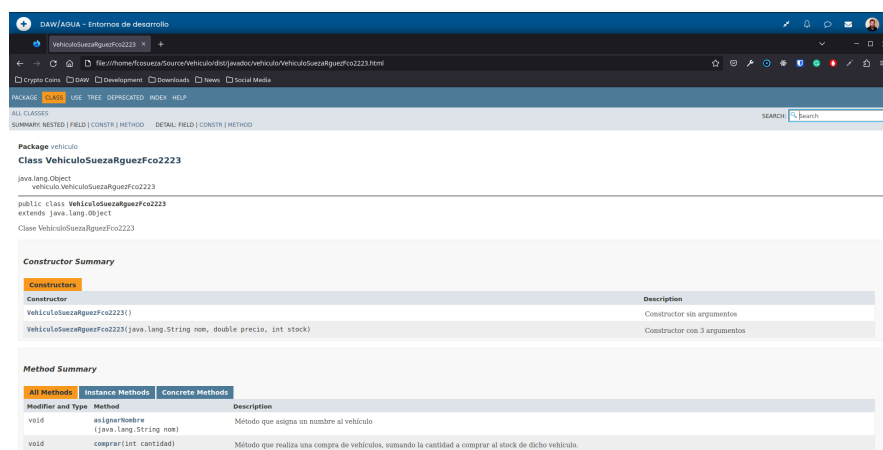 DAW/AGUA - Entornos de desarrollo
VehiculoSuezaRguezFco2223
file:///home/fcosueza/Source/Vehiculo/dist/javadoc/vehiculo/VehiculoSuezaRguezFco2223.html
Crypto Coins DAW Development Downloads News Social Media
PACKAGE CLASS USE TREE DEPRECATED INDEX HELP
ALL CLASSES
SEARCH: Search
SUMMARY: NESTED | FIELD | CONSTR | METHOD DETAIL: FIELD | CONSTR | METHOD
Package vehiculo
Class VehiculoSuezaRguezFco2223
java.lang.Object
vehiculo.VehiculoSuezaRguezFco2223
public class VehiculoSuezaRguezFco2223
extends java.lang.Object
Clase VehículoSuezaRguezFco2223
Constructor Summary
Constructors
Constructor Description
VehiculoSuezaRguezFco2223() Constructor sin argumentos
VehiculoSuezaRguezFco2223(java.lang.String nom, double precio, int stock) Constructor con 3 argumentos
Method Summary
All Methods Instance Methods Concrete Methods
Modifier and Type Method Description
void asignarNombre Método que asigna un numbre al vehículo
(java.lang.String nom)
void comprar(int cantidad) Método que realiza una compra de vehículos, sumando la cantidad a comprar al stock de dicho vehículo.